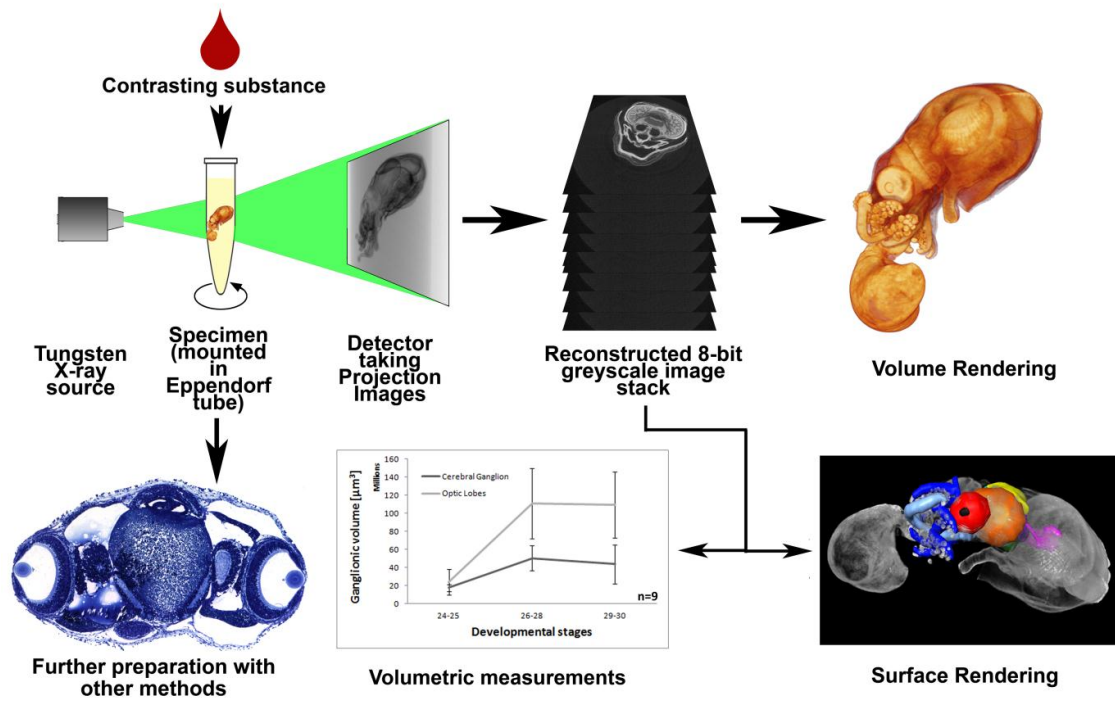 Contrasting substance
Tungsten
X-ray
source
Specimen
(mounted
in
Eppendorf
tube)
Detector
taking
Projection
Images
Reconstructed 8-bit
greyscale image
stack
Volume Rendering
Further preparation with
other methods
Ganglionic volume [µm³]
Millions
160
140
120
100
80
60
40
20
0
Cerebral Ganglion
Optic Lobes
n=9
24-25
26-28
29-30
Developmental stages
Volumetric measurements
Surface Rendering